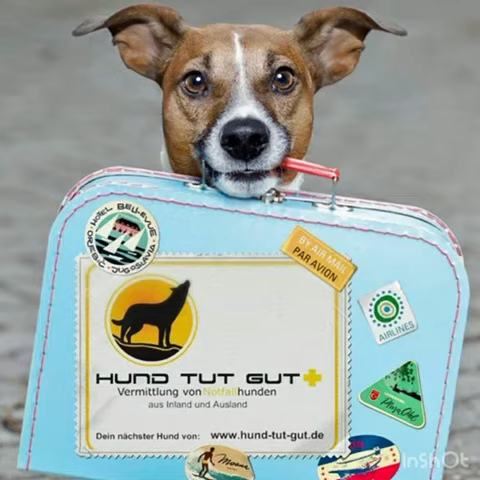 HOTEL BELLEVUE
BY AIR MAIL
PAR AVION
AIRLINES
HUND TUT GUT
Vermittlung von Notfallhunden
aus Inland und Ausland
Dein nächster Hund von: www.hund-tut-gut.de
InShOt